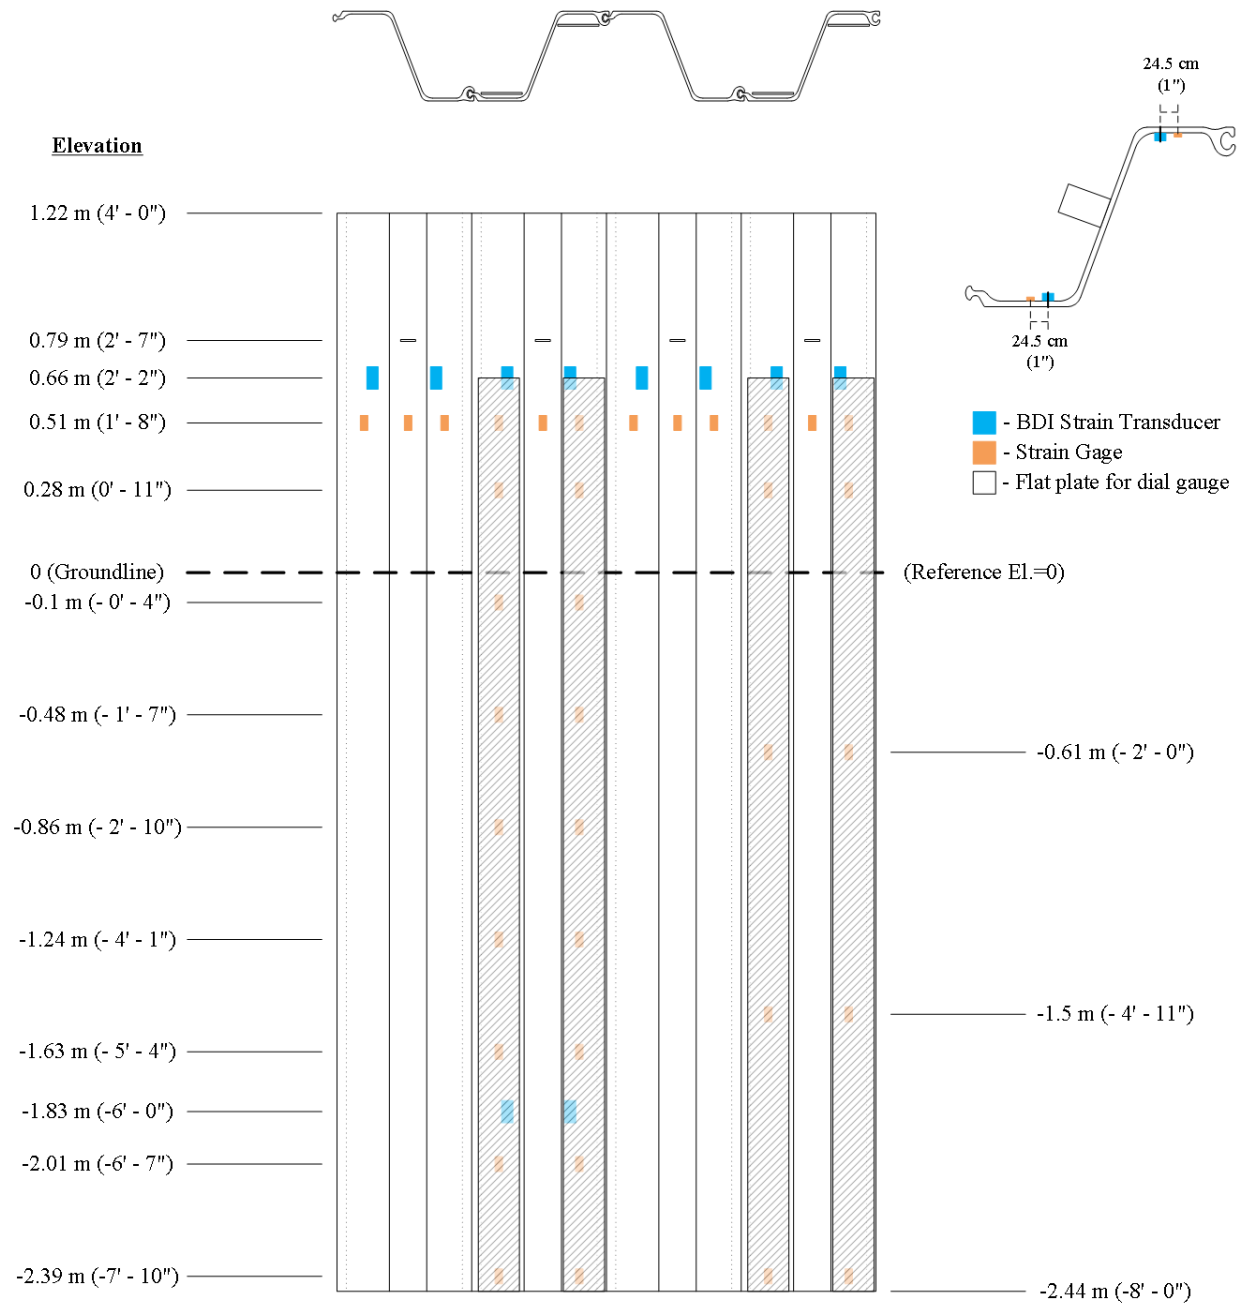 24.5 cm
(1")
Elevation
1.22 m (4' - 0")
0.79 m (2' - 7")
24.5 cm
(1")
0.66 m (2' - 2")
0.51 m (1' - 8")
- BDI Strain Transducer
- Strain Gage
- Flat plate for dial gauge
0.28 m (0' - 11")
0 (Groundline)
(Reference El.=0)
-0.1 m (- 0' - 4")
-0.48 m (- 1' - 7")
-0.61 m (- 2' - 0")
-0.86 m (- 2' - 10")
-1.24 m (- 4' - 1")
-1.5 m (- 4' - 11")
-1.63 m (- 5' - 4")
-1.83 m (-6' - 0")
-2.01 m (-6' - 7")
-2.39 m (-7' - 10")
-2.44 m (-8' - 0")